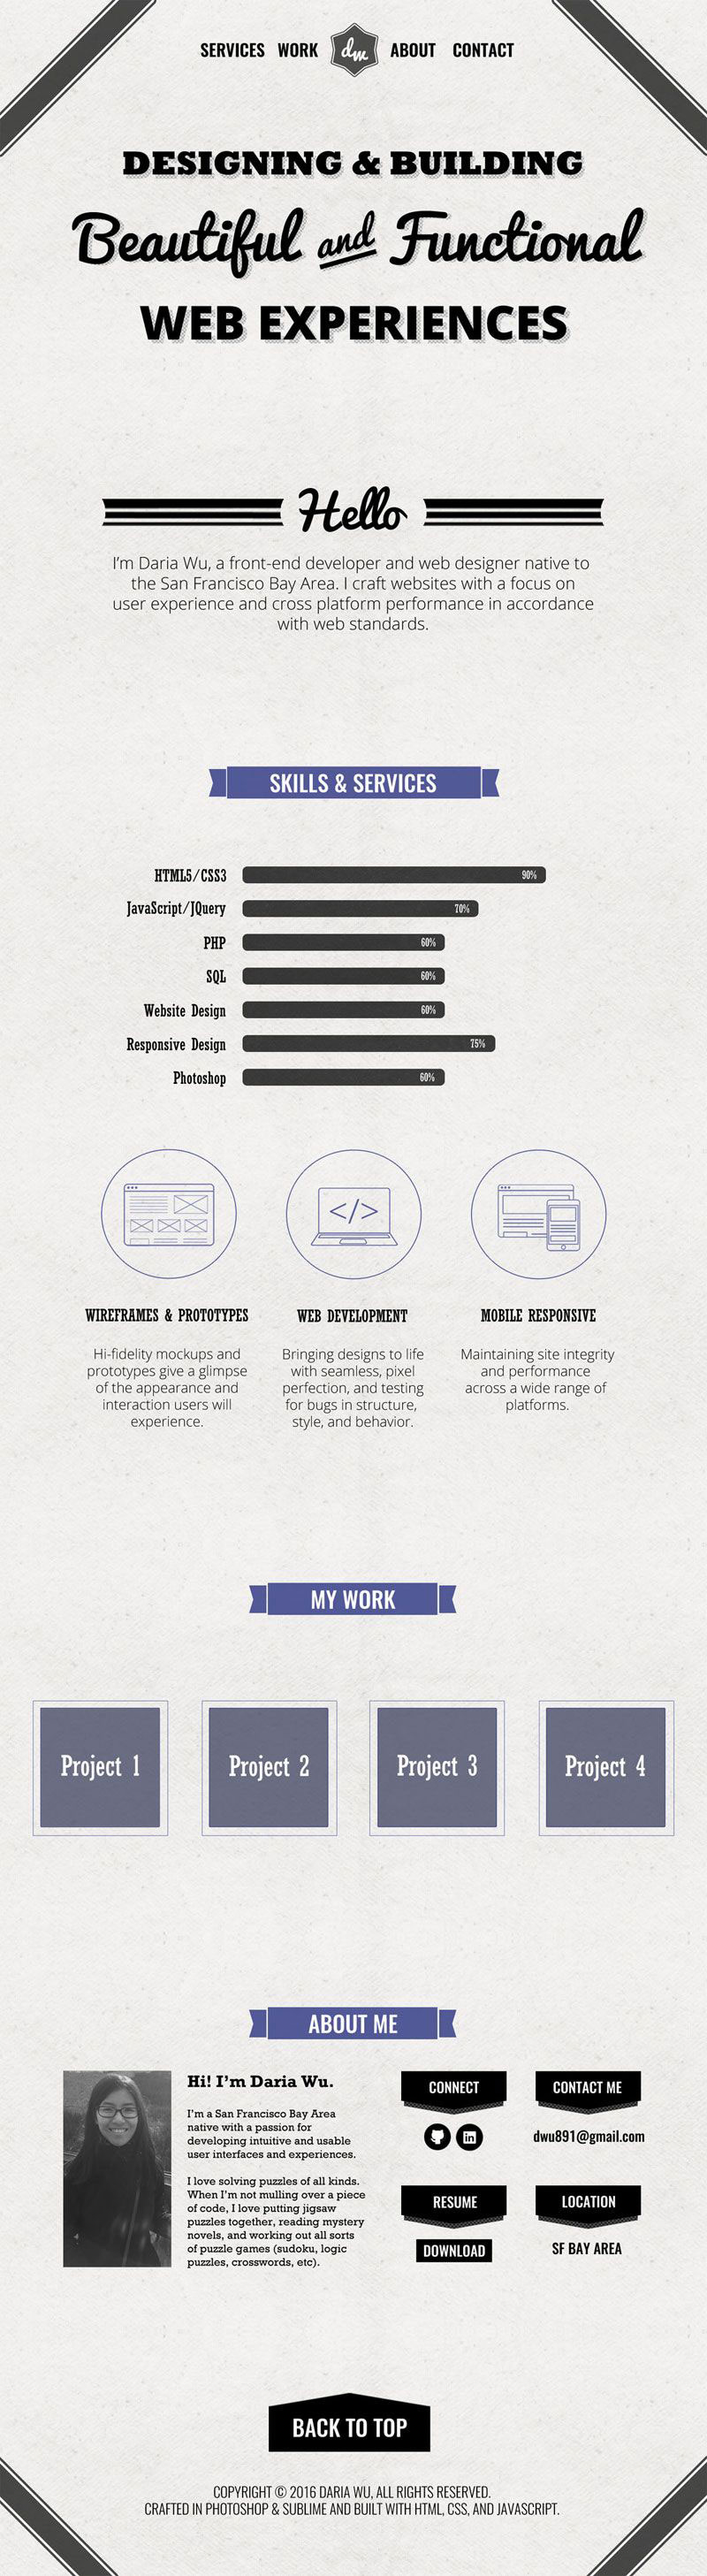 SERVICES WORK dw ABOUT CONTACT
DESIGNING & BUILDING
Beautiful and Functional
WEB EXPERIENCES
Hello
I'm Daria Wu, a front-end developer and web designer native to
the San Francisco Bay Area. I craft websites with a focus on
user experience and cross platform performance in accordance
with web standards.
SKILLS & SERVICES
HTML5/CSS3 90%
JavaScript/JQuery 70%
PHP 60%
SQL 60%
Website Design 60%
Responsive Design 75%
Photoshop 60%
</>
WIREFRAMES & PROTOTYPES
Hi-fidelity mockups and
prototypes give a glimpse
of the appearance and
interaction users will
experience.
WEB DEVELOPMENT
Bringing designs to life
with seamless, pixel
perfection, and testing
for bugs in structure,
style, and behavior.
MOBILE RESPONSIVE
Maintaining site integrity
and performance
across a wide range of
platforms.
MY WORK
Project 1
Project 2
Project 3
Project 4
ABOUT ME
Hi! I'm Daria Wu.
I'm a San Francisco Bay Area
native with a passion for
developing intuitive and usable
user interfaces and experiences.
I love solving puzzles of all kinds.
When I'm not mulling over a piece
of code, I love putting jigsaw
puzzles together, reading mystery
novels, and working out all sorts
of puzzle games (sudoku, logic
puzzles, crosswords, etc).
CONNECT
in
CONTACT ME
dwu891@gmail.com
RESUME
DOWNLOAD
LOCATION
SF BAY AREA
BACK TO TOP
COPYRIGHT © 2016 DARIA WU, ALL RIGHTS RESERVED.
CRAFTED IN PHOTOSHOP & SUBLIME AND BUILT WITH HTML, CSS, AND JAVASCRIPT.